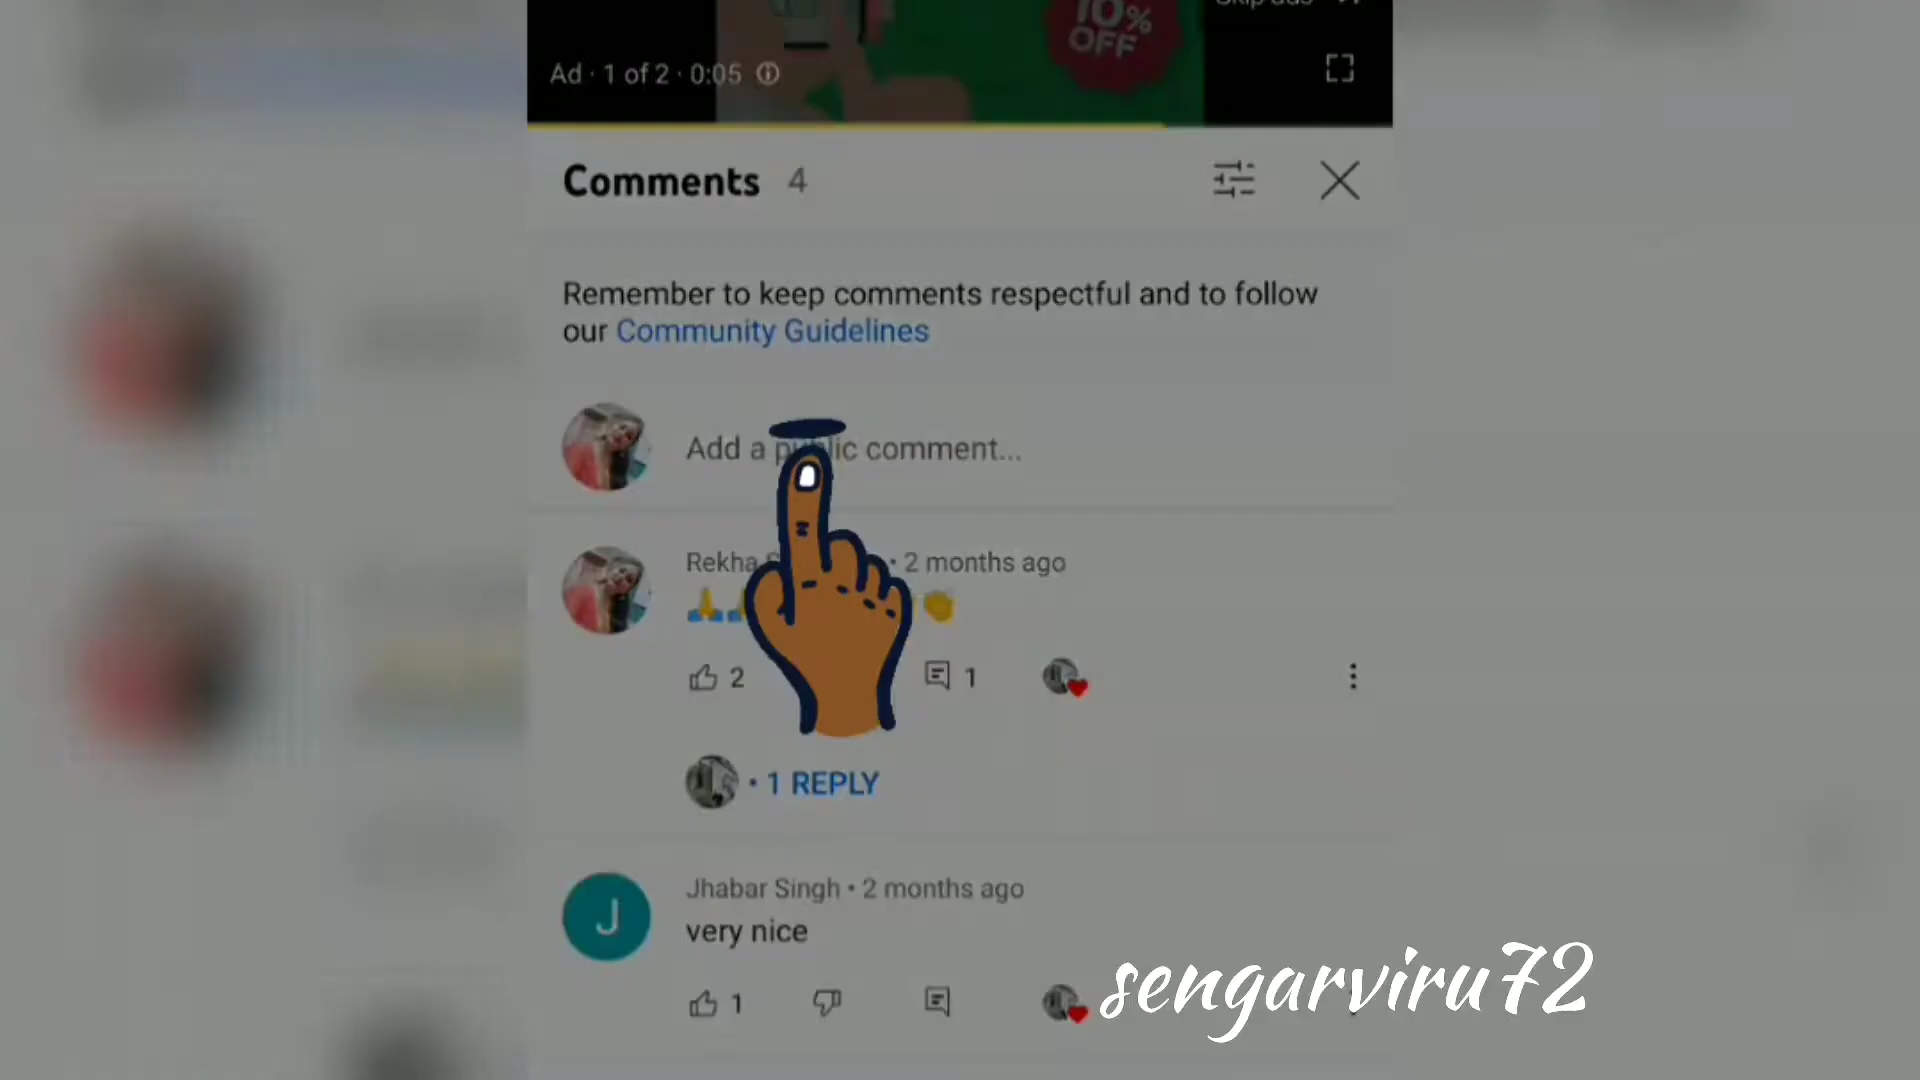 10%
OFF
Ad · 1 of 2 · 0:05
Comments 4
Remember to keep comments respectful and to follow
our Community Guidelines
Add a public comment...
Rekha • 2 months ago
2
1
• 1 REPLY
J
Jhabar Singh • 2 months ago
very nice
1
sengarviru72